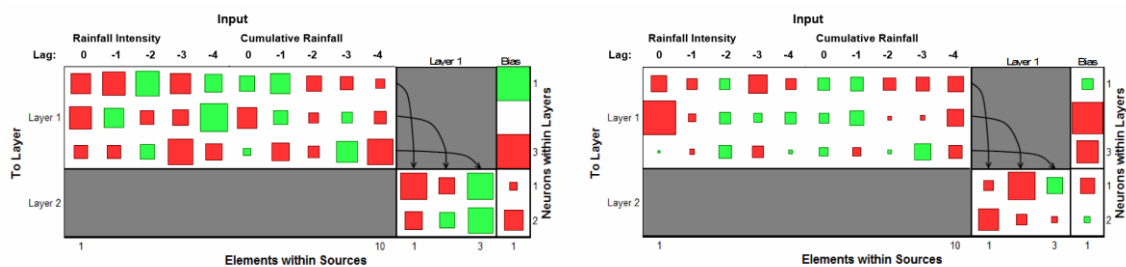 Input
Rainfall Intensity Cumulative Rainfall
Lag: 0 -1 -2 -3 -4 0 -1 -2 -3 -4
Layer 1 Bias
To Layer
Layer 1
Layer 2
1
3
1
2
Neurons within Layers
1 10 1 3 1
Elements within Sources
Input
Rainfall Intensity Cumulative Rainfall
Lag: 0 -1 -2 -3 -4 0 -1 -2 -3 -4
Layer 1 Bias
To Layer
Layer 1
Layer 2
1
3
1
2
Neurons within Layers
1 10 1 3 1
Elements within Sources